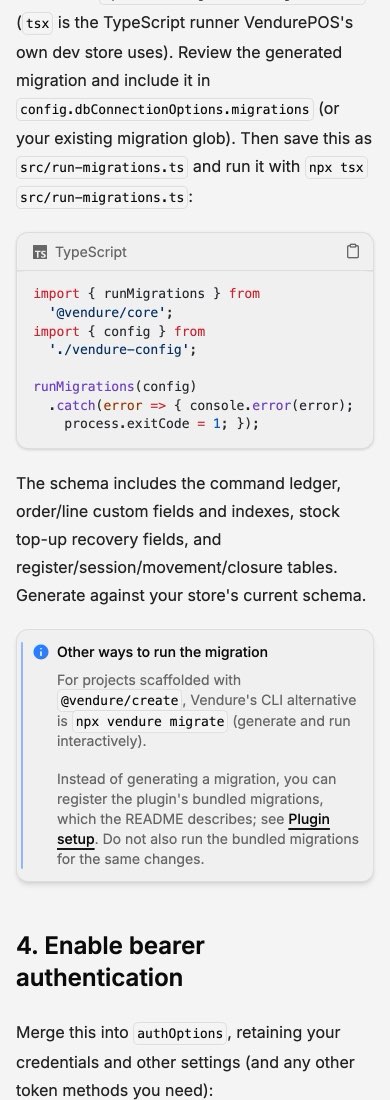 (tsx is the TypeScript runner VendurePOS's
own dev store uses). Review the generated
migration and include it in
config.dbConnectionOptions.migrations (or
your existing migration glob). Then save this as
src/run-migrations.ts and run it with npx tsx
src/run-migrations.ts:
TS TypeScript
import { runMigrations } from
'@vendure/core';
import { config } from
'./vendure-config';
runMigrations(config)
.catch(error => { console.error(error);
process.exitCode = 1; });
The schema includes the command ledger,
order/line custom fields and indexes, stock
top-up recovery fields, and
register/session/movement/closure tables.
Generate against your store's current schema.
Other ways to run the migration
For projects scaffolded with
@vendure/create, Vendure's CLI alternative
is npx vendure migrate (generate and run
interactively).
Instead of generating a migration, you can
register the plugin's bundled migrations,
which the README describes; see Plugin
setup. Do not also run the bundled migrations
for the same changes.
4. Enable bearer
authentication
Merge this into authOptions, retaining your
credentials and other settings (and any other
token methods you need):